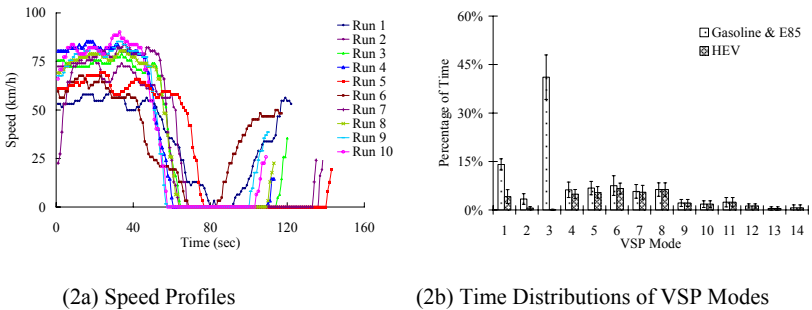 100
75
50
25
0
Speed (km/h)
0 40 80 120 160
Time (sec)
Run 1
Run 2
Run 3
Run 4
Run 5
Run 6
Run 7
Run 8
Run 9
Run 10
60%
45%
30%
15%
0%
Percentage of Time
Gasoline & E85
HEV
1 2 3 4 5 6 7 8 9 10 11 12 13 14
VSP Mode
(2a) Speed Profiles
(2b) Time Distributions of VSP Modes